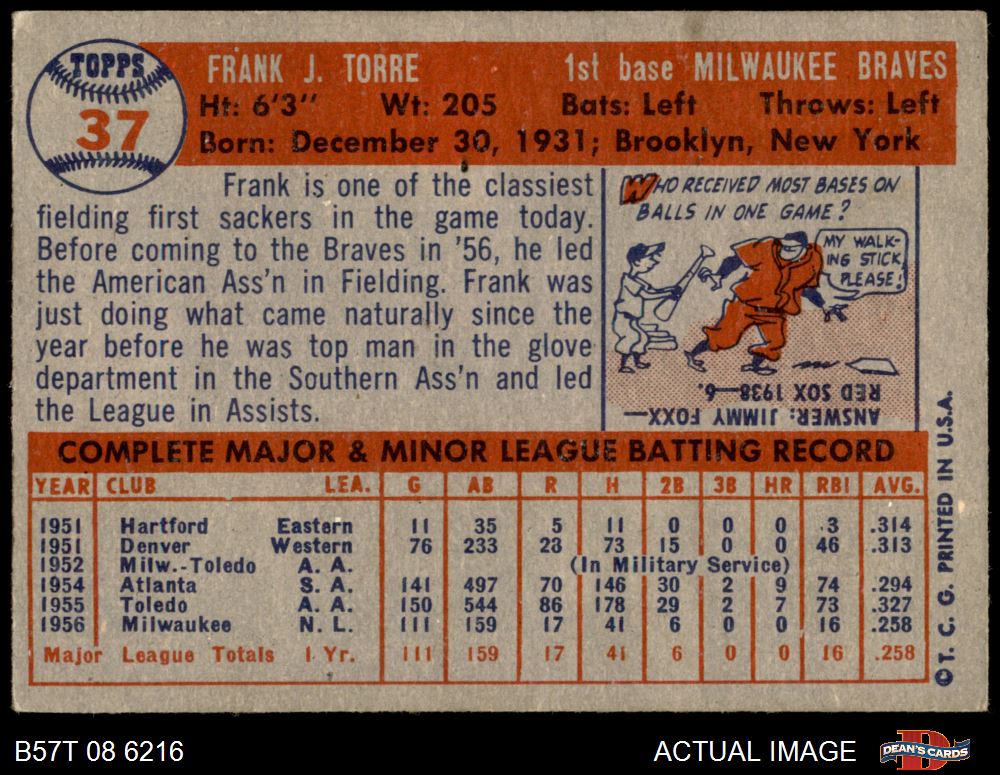 TOPPS
37
FRANK J. TORRE 1st base MILWAUKEE BRAVES
Ht: 6'3" Wt: 205 Bats: Left Throws: Left
Born: December 30, 1931; Brooklyn, New York
Frank is one of the classiest
fielding first sackers in the game today.
Before coming to the Braves in '56, he led
the American Ass'n in Fielding. Frank was
just doing what came naturally since the
year before he was top man in the glove
department in the Southern Ass'n and led
the League in Assists.
WHO RECEIVED MOST BASES ON
BALLS IN ONE GAME?
MY WALK-
ING STICK,
PLEASE!
ANSWER: JIMMY FOXX—
RED SOX 1938—6.
COMPLETE MAJOR & MINOR LEAGUE BATTING RECORD
YEAR CLUB LEA. G AB R H 2B 3B HR RBI AVG.
1951 Hartford Eastern 11 35 5 11 0 0 0 3 .314
1951 Denver Western 76 233 23 73 15 0 0 46 .313
1952 Milw.-Toledo A. A. (In Military Service)
1954 Atlanta S. A. 141 497 70 146 30 2 9 74 .294
1955 Toledo A. A. 150 544 86 178 29 2 7 73 .327
1956 Milwaukee N. L. 111 159 17 41 6 0 0 16 .258
Major League Totals 1 Yr. 111 159 17 41 6 0 0 16 .258
© T. C. G. PRINTED IN U.S.A.
B57T 08 6216 ACTUAL IMAGE
DEAN'S CARDS